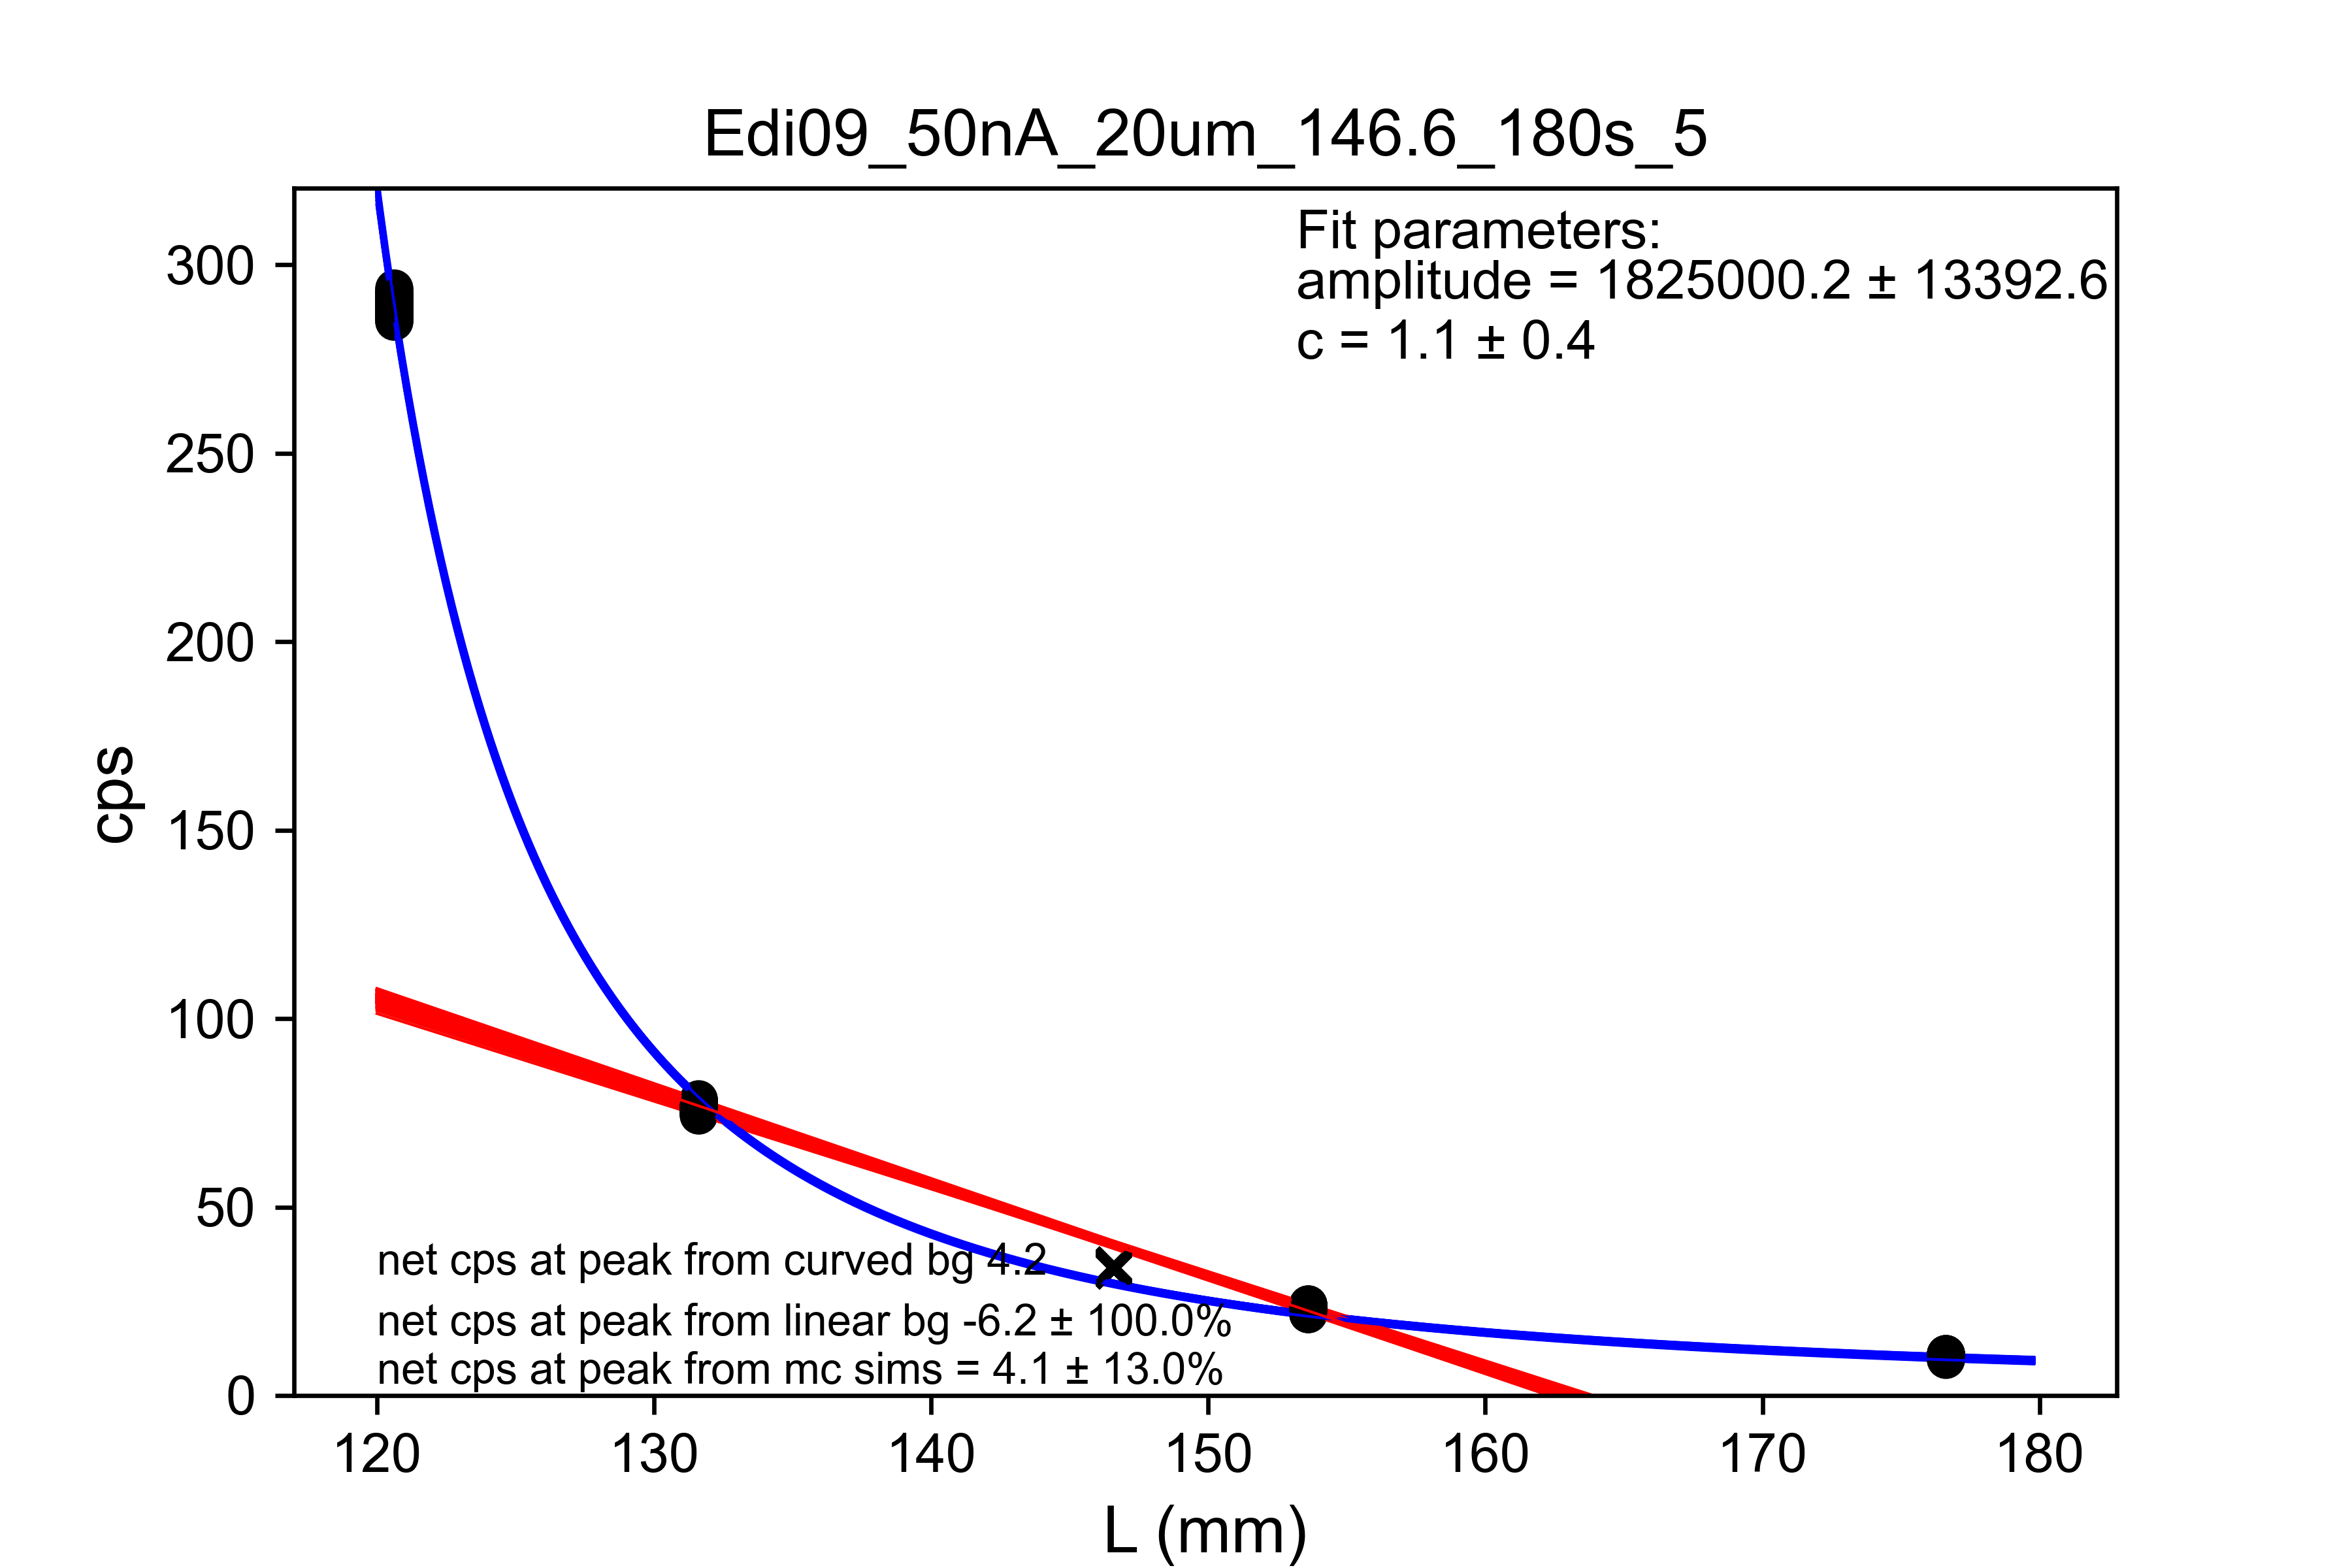 Edi09_50nA_20um_146.6_180s_5
Fit parameters:
amplitude = 1825000.2 ± 13392.6
c = 1.1 ± 0.4
300
250
200
150
100
50
0
cps
net cps at peak from curved bg 4.2
net cps at peak from linear bg -6.2 ± 100.0%
net cps at peak from mc sims = 4.1 ± 13.0%
120 130 140 150 160 170 180
L (mm)